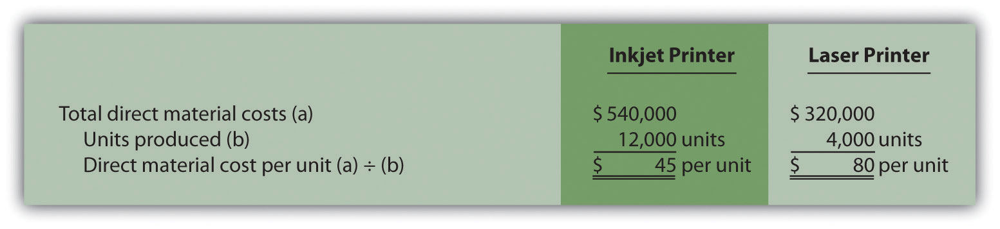 Inkjet Printer Laser Printer
Total direct material costs (a) $ 540,000 $ 320,000
Units produced (b) 12,000 units 4,000 units
Direct material cost per unit (a) ÷ (b) $ 45 per unit $ 80 per unit